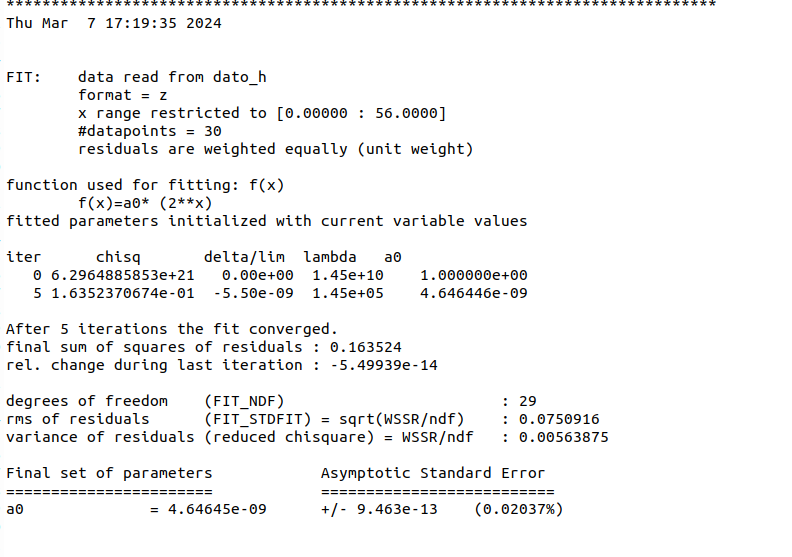 *******************************************************************************
Thu Mar  7 17:19:35 2024
FIT:    data read from dato_h
        format = z
        x range restricted to [0.00000 : 56.0000]
        #datapoints = 30
        residuals are weighted equally (unit weight)
function used for fitting: f(x)
        f(x)=a0* (2**x)
fitted parameters initialized with current variable values
iter      chisq       delta/lim  lambda   a0
   0 6.2964885853e+21   0.00e+00  1.45e+10    1.000000e+00
   5 1.6352370674e-01  -5.50e-09  1.45e+05    4.646446e-09
After 5 iterations the fit converged.
final sum of squares of residuals : 0.163524
rel. change during last iteration : -5.49939e-14
degrees of freedom    (FIT_NDF)                        : 29
rms of residuals      (FIT_STDFIT) = sqrt(WSSR/ndf)    : 0.0750916
variance of residuals (reduced chisquare) = WSSR/ndf   : 0.00563875
Final set of parameters            Asymptotic Standard Error
=======================            ==========================
a0              = 4.64645e-09      +/- 9.463e-13    (0.02037%)